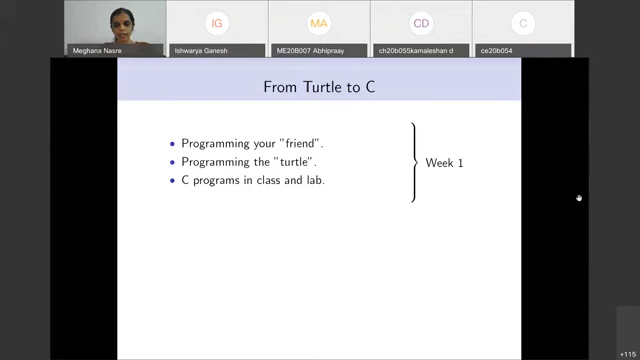 IG
MA
CD
C
Meghana Nasre
Ishwarya Ganesh
ME20B007 Abhipraay
ch20b055kamaleshan d
ce20b054
From Turtle to C
• Programming your "friend".
• Programming the "turtle".
• C programs in class and lab.
Week 1
+115